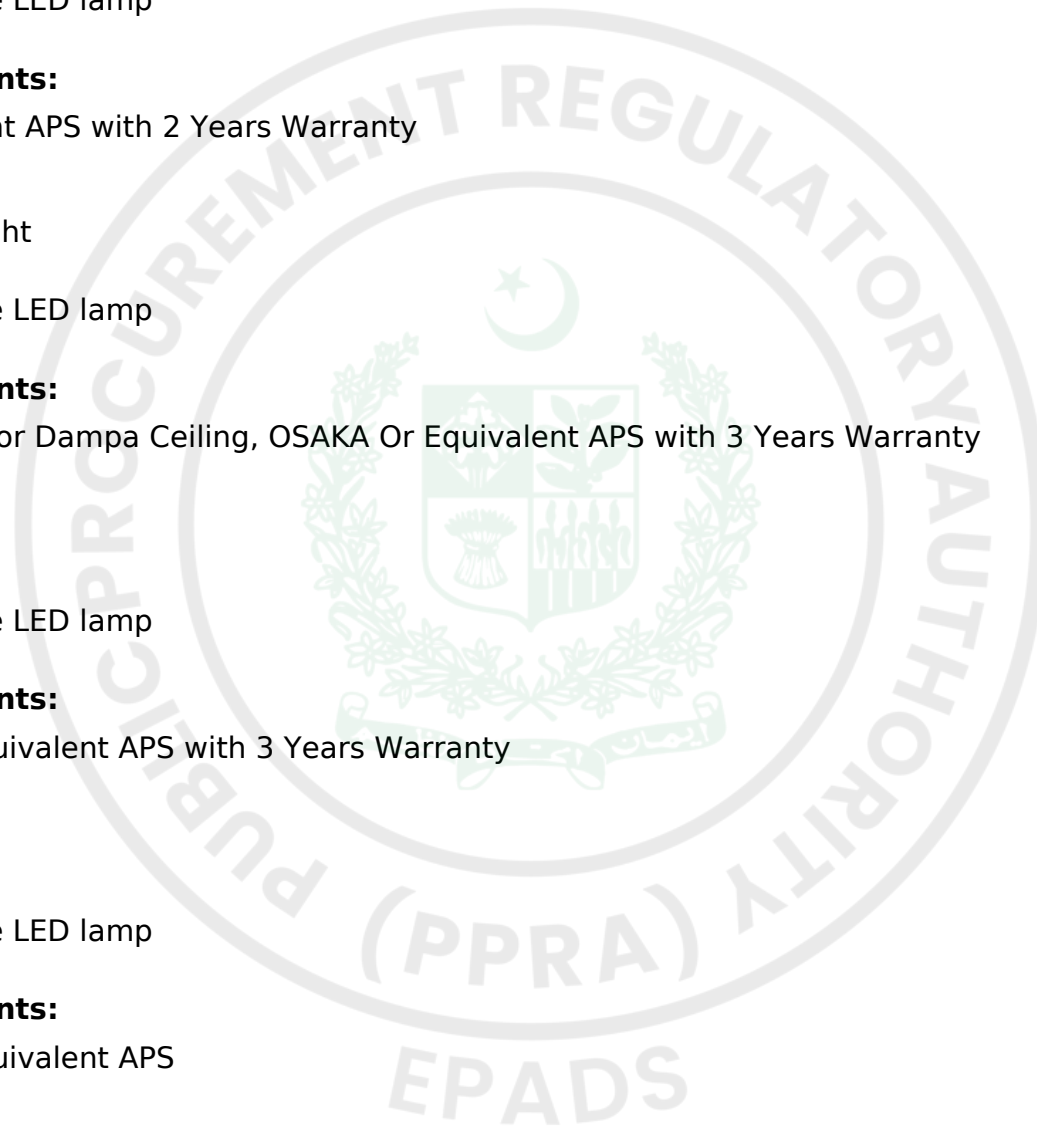 e LED lamp
nts:
nt APS with 2 Years Warranty
ht
e LED lamp
nts:
or Dampa Ceiling, OSAKA Or Equivalent APS with 3 Years Warranty
e LED lamp
nts:
uivalent APS with 3 Years Warranty
e LED lamp
nts:
uivalent APS
PUBLIC PROCUREMENT REGULATORY AUTHORITY
(PPRA)
EPADS